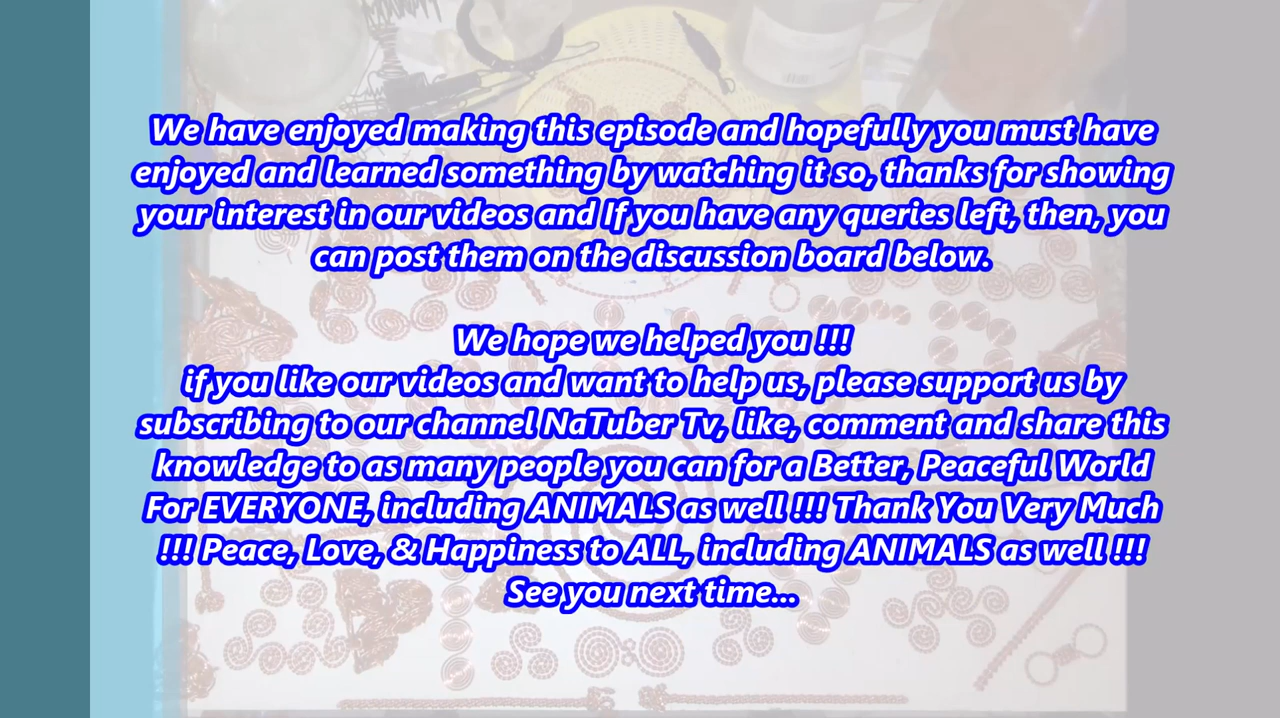 We have enjoyed making this episode and hopefully you must have
enjoyed and learned something by watching it so, thanks for showing
your interest in our videos and If you have any queries left, then, you
can post them on the discussion board below.
We hope we helped you !!!
if you like our videos and want to help us, please support us by
subscribing to our channel NaTuber Tv, like, comment and share this
knowledge to as many people you can for a Better, Peaceful World
For EVERYONE, including ANIMALS as well !!! Thank You Very Much
!!! Peace, Love, & Happiness to ALL, including ANIMALS as well !!!
See you next time...